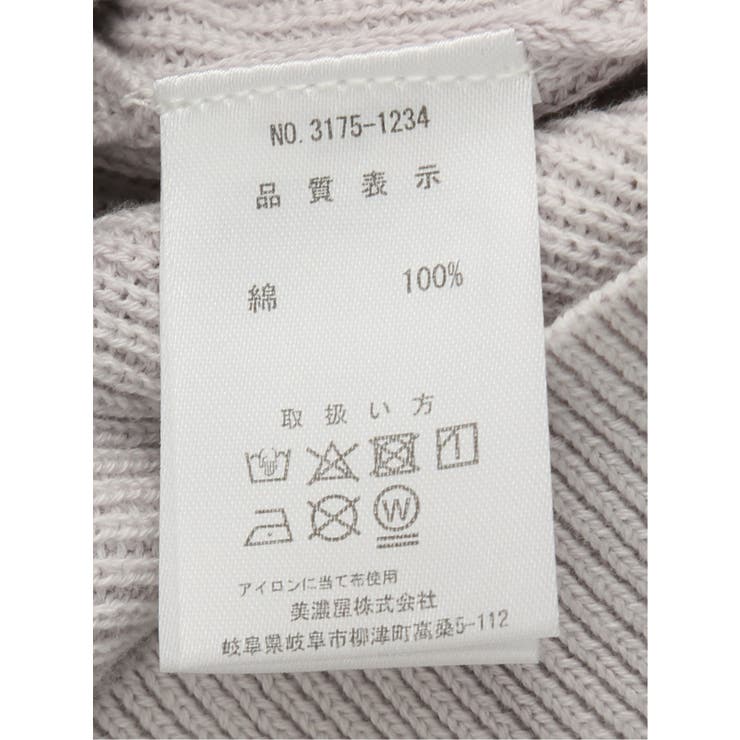 NO.3175-1234
品質表示
綿 100%
取扱い方
W
アイロンに当て布使用
美濃屋株式会社
岐阜県岐阜市柳津町高桑5-112